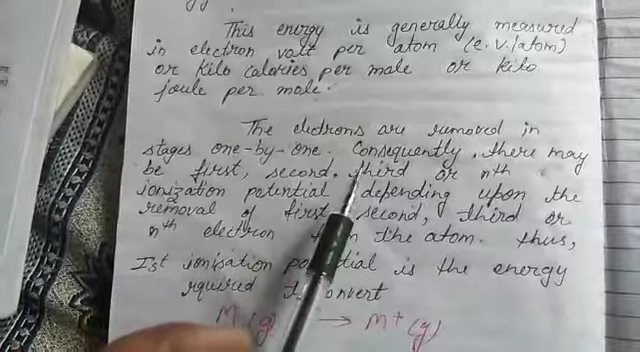 This energy is generally measured
in electron volt per atom (e.v./atom)
or Kilo calories per male or kilo
joule per mole.
The electrons are removed in
stages one-by-one. Consequently, there may
be first, second, third or nth
ionization potential depending upon the
removal of first, second, third or
nth electron the atom. thus,
Ist ionisation potential is the energy
rquired to convert
M (g) → M+ (g)